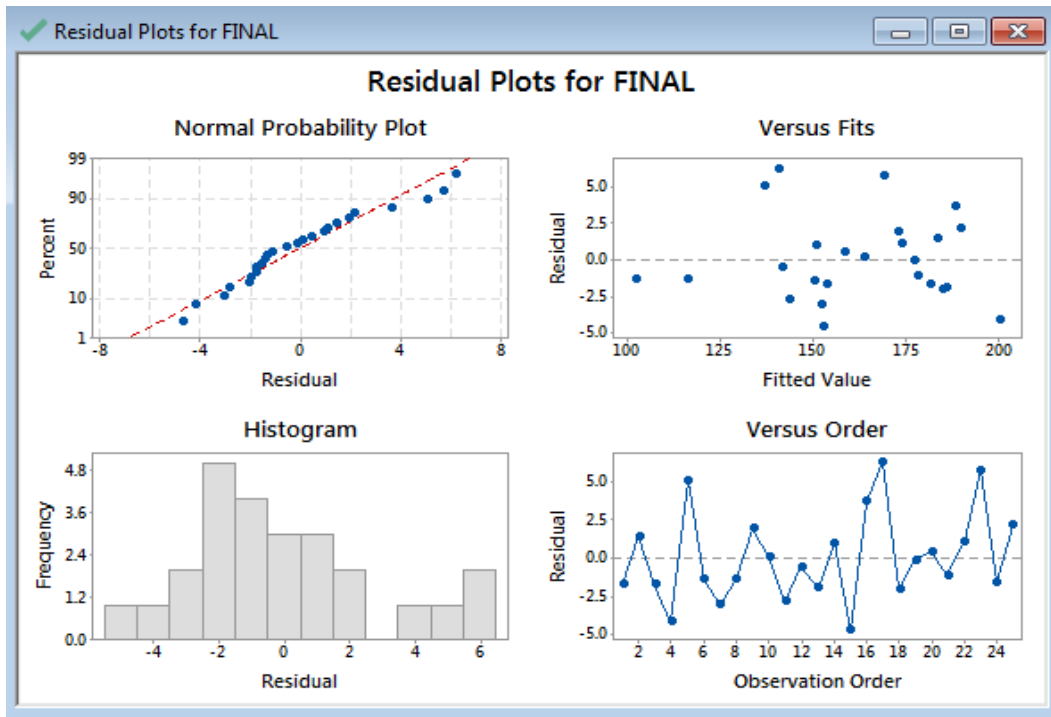 Residual Plots for FINAL
Residual Plots for FINAL
Normal Probability Plot
99
90
50
10
1
Percent
-8 -4 0 4 8
Residual
Versus Fits
5.0
2.5
0.0
-2.5
-5.0
Residual
100 125 150 175 200
Fitted Value
Histogram
4.8
3.6
2.4
1.2
0.0
Frequency
-4 -2 0 2 4 6
Residual
Versus Order
5.0
2.5
0.0
-2.5
-5.0
Residual
2 4 6 8 10 12 14 16 18 20 22 24
Observation Order